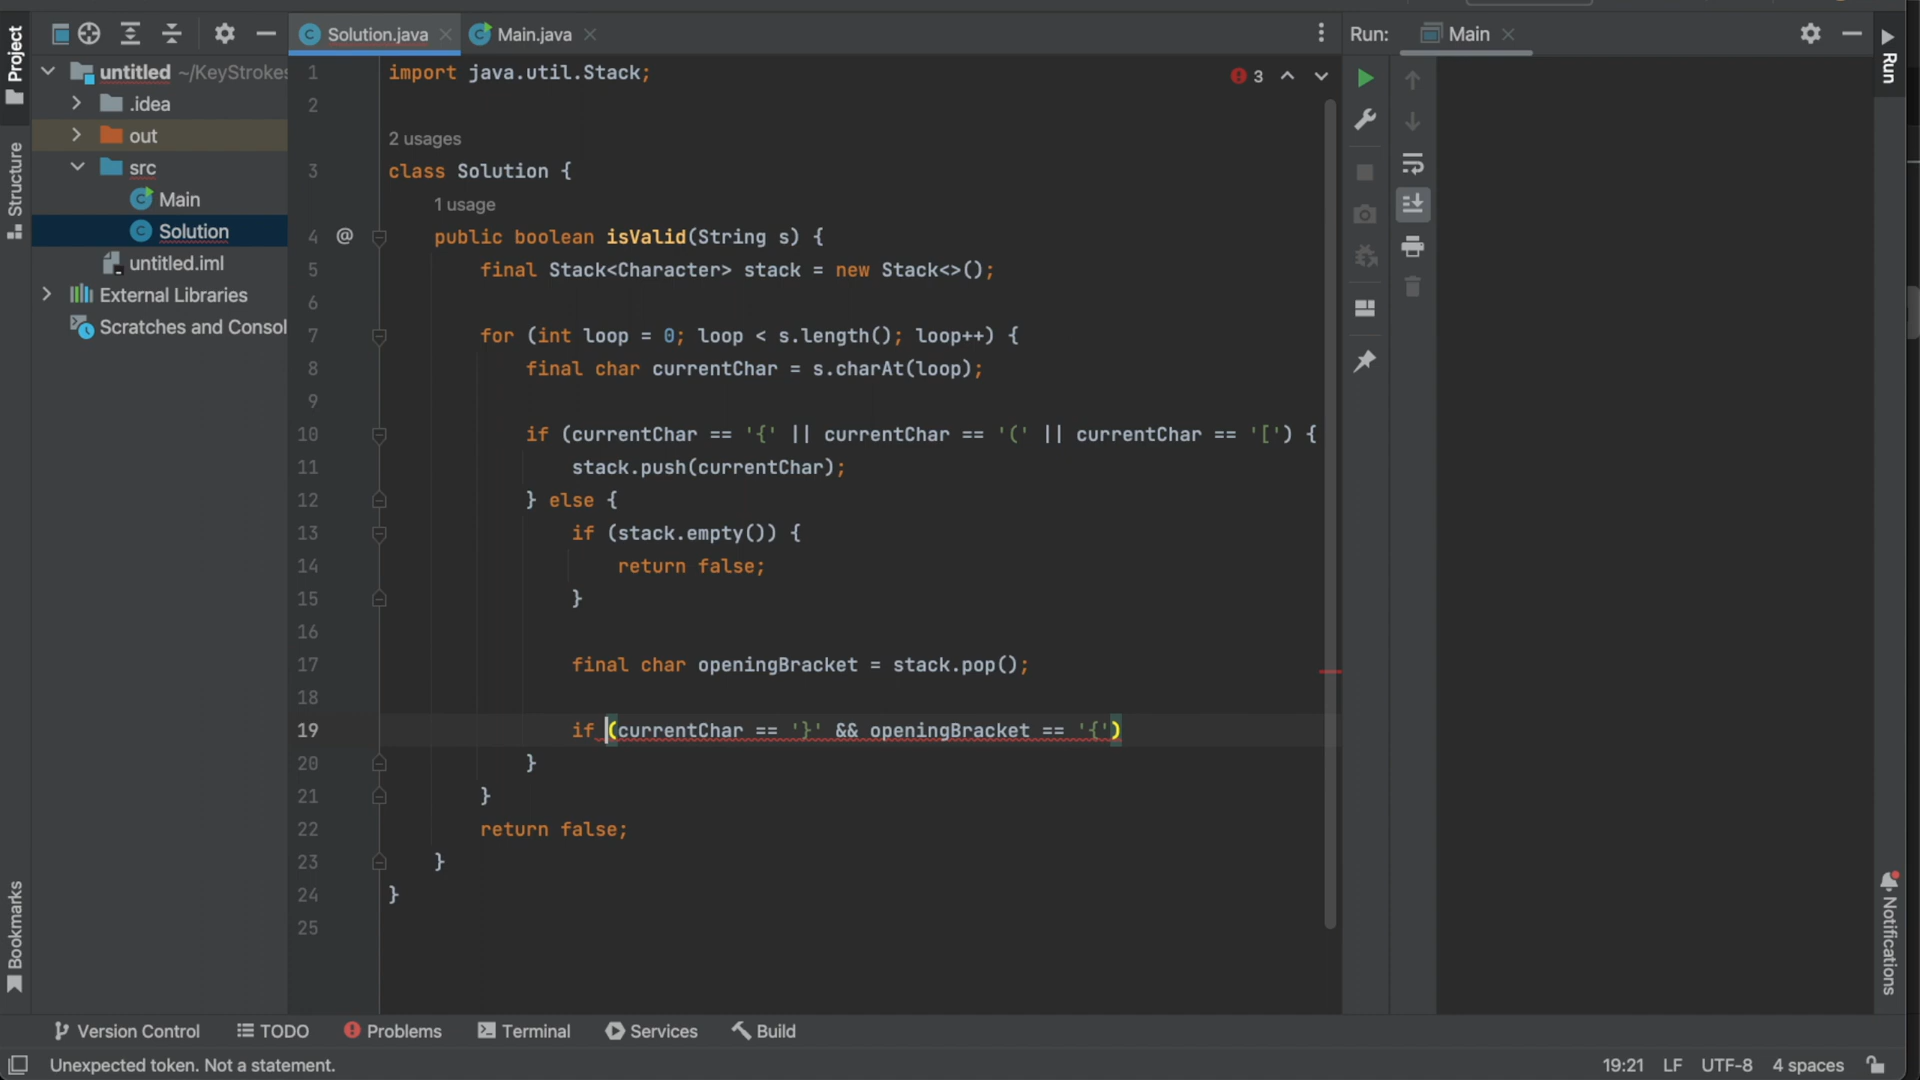 Project
Structure
Bookmarks
untitled ~/KeyStrokes
.idea
out
src
Main
Solution
untitled.iml
External Libraries
Scratches and Consol
Solution.java
Main.java
3
1 import java.util.Stack;
2
2 usages
3 class Solution {
1 usage
4 @ public boolean isValid(String s) {
5 final Stack<Character> stack = new Stack<>();
6
7 for (int loop = 0; loop < s.length(); loop++) {
8 final char currentChar = s.charAt(loop);
9
10 if (currentChar == '{' || currentChar == '(' || currentChar == '[') {
11 stack.push(currentChar);
12 } else {
13 if (stack.empty()) {
14 return false;
15 }
16
17 final char openingBracket = stack.pop();
18
19 if (currentChar == '}' && openingBracket == '{')
20 }
21 }
22 return false;
23 }
24 }
25
Run: Main
Run
Notifications
Version Control TODO Problems Terminal Services Build
Unexpected token. Not a statement.
19:21 LF UTF-8 4 spaces